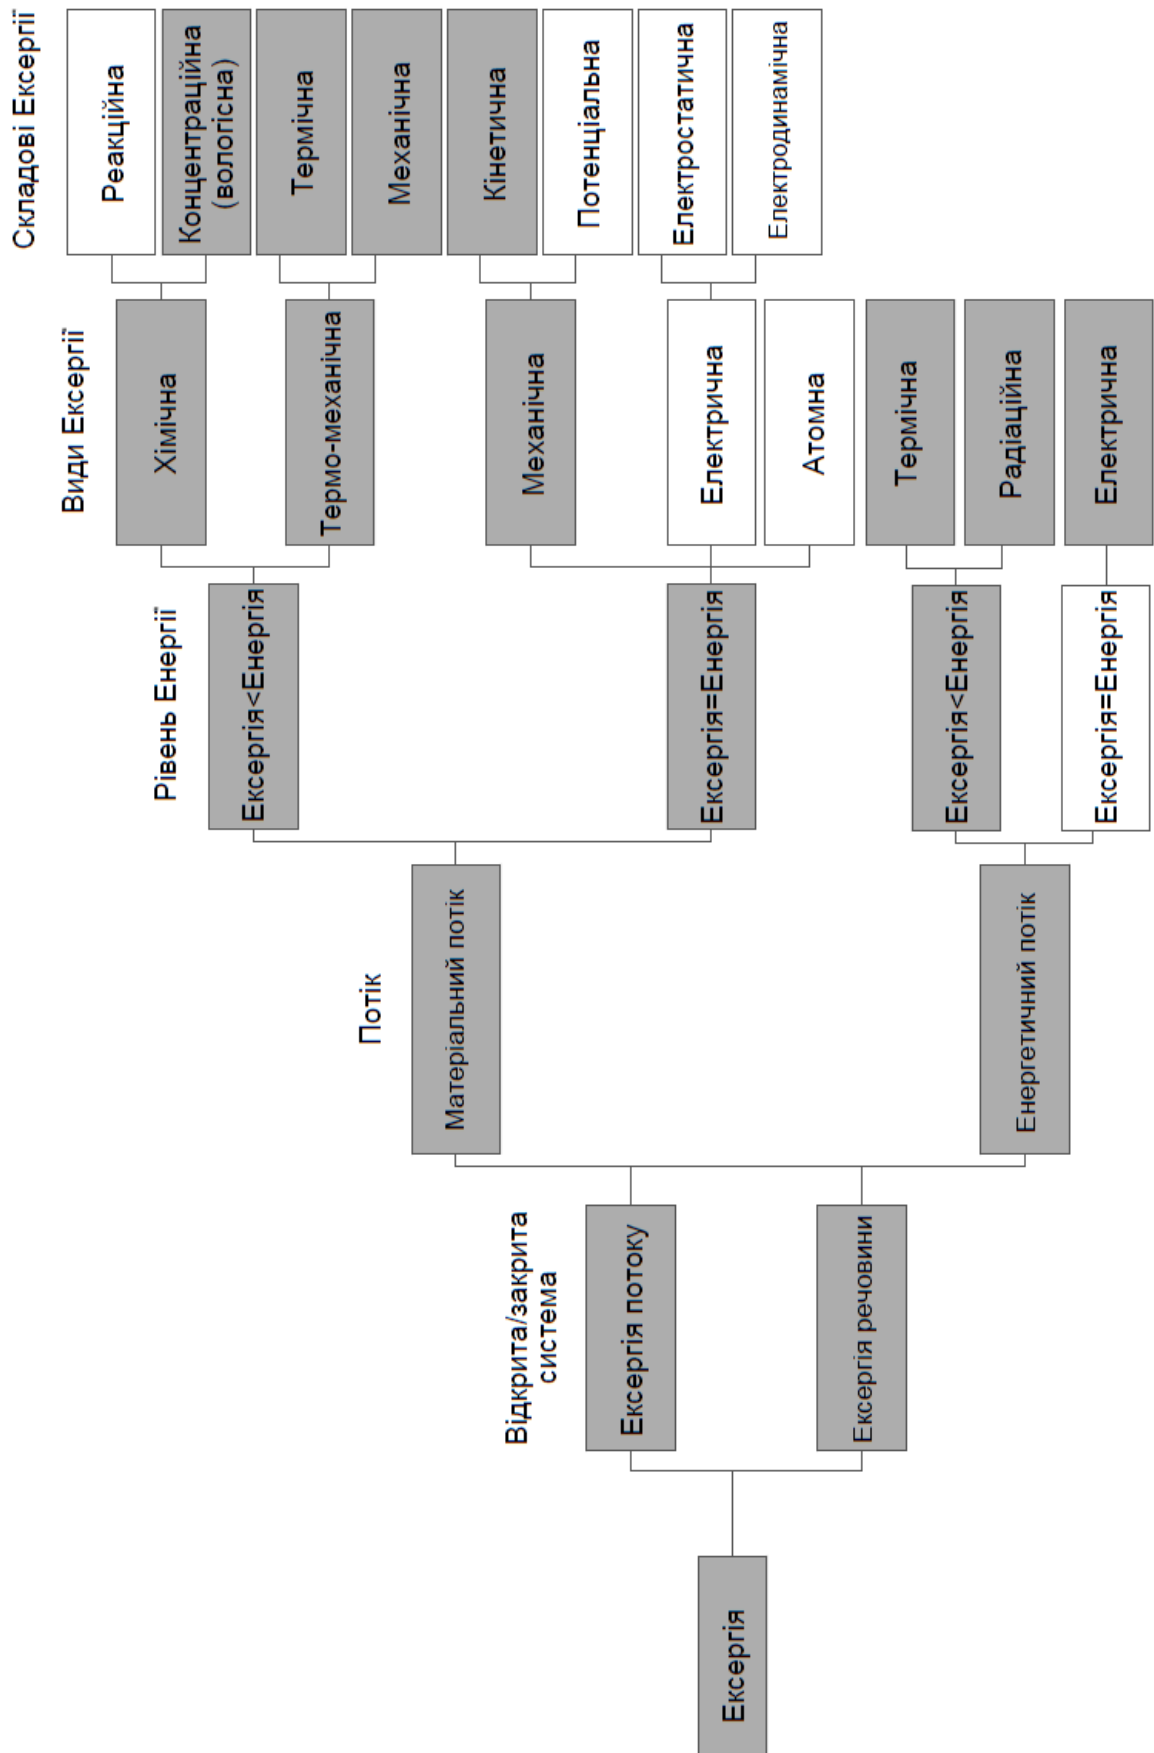 Складові Ексергії
Реакційна
Концентраційна
(вологісна)
Термічна
Механічна
Кінетична
Потенціальна
Електростатична
Електродинамічна
Види Ексергії
Хімічна
Термо-механічна
Механічна
Електрична
Атомна
Термічна
Радіаційна
Електрична
Рівень Енергії
Ексергія<Енергія
Ексергія=Енергія
Ексергія<Енергія
Ексергія=Енергія
Потік
Матеріальний потік
Енергетичний потік
Відкрита/закрита
система
Ексергія потоку
Ексергія речовини
Ексергія